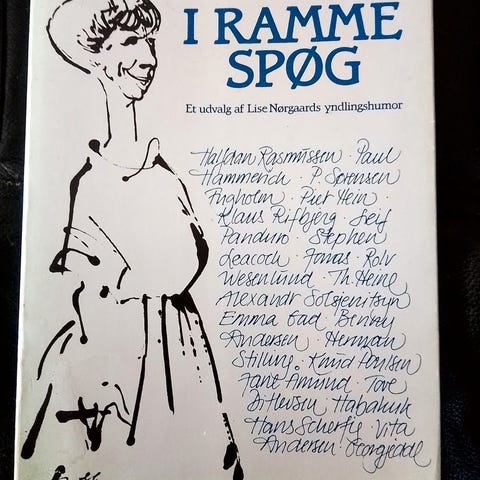 I RAMME
SPØG
Et udvalg af Lise Nørgaards yndlingshumor
Halfdan Rasmussen · Paul
Hammerich · P. Sørensen
Fugholm · Piet Hein ·
Klaus Rifbjerg · Leif
Panduro · Stephen
Leacock · Jonas · Rolv
Wesenlund · Th. Heine
Alexandr Solsjenitsyn
Emma Gad · Benny
Andersen · Herman
Stilling · Knud Poulsen
Jane Aamund · Tove
Ditlevsen · Habakuk
Hans Scherfig · Vita
Andersen · Georgjedde